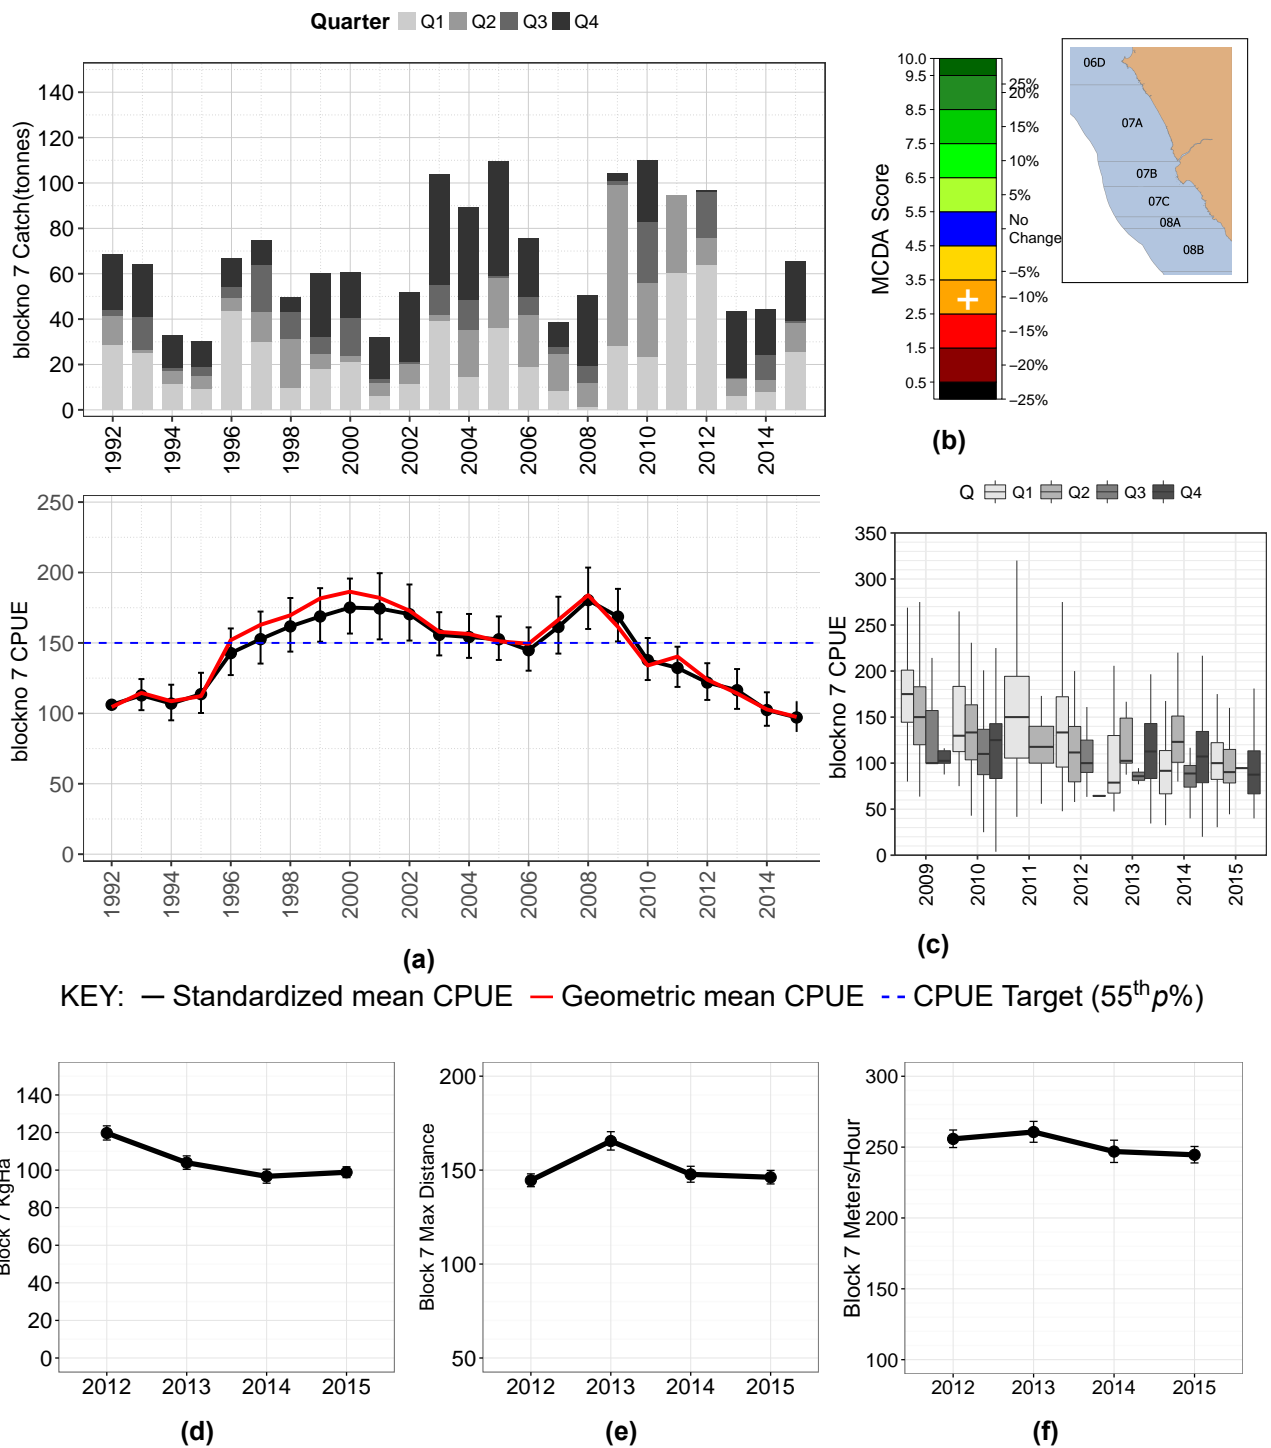 Quarter Q1 Q2 Q3 Q4
blockno 7 Catch(tonnes)
140
120
100
80
60
40
20
0
1992 1994 1996 1998 2000 2002 2004 2006 2008 2010 2012 2014
MCDA Score
10.0
9.5
8.5
7.5
6.5
5.5
4.5
3.5
2.5
1.5
0.5
25%
20%
15%
10%
5%
No
Change
−5%
−10%
−15%
−20%
−25%
(b)
06D
07A
07B
07C
08A
08B
blockno 7 CPUE
250
200
150
100
50
0
1992 1994 1996 1998 2000 2002 2004 2006 2008 2010 2012 2014
(a)
Q Q1 Q2 Q3 Q4
blockno 7 CPUE
350
300
250
200
150
100
50
0
2009 2010 2011 2012 2013 2014 2015
(c)
KEY: Standardized mean CPUE Geometric mean CPUE CPUE Target (55th p%)
Block 7 KgHa
140
120
100
80
60
40
20
0
2012 2013 2014 2015
(d)
Block 7 Max Distance
200
150
100
50
2012 2013 2014 2015
(e)
Block 7 Meters/Hour
300
250
200
150
100
2012 2013 2014 2015
(f)